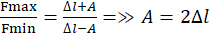 Fmax/Fmin = Δl+A/Δl−A =≫ A = 2Δl